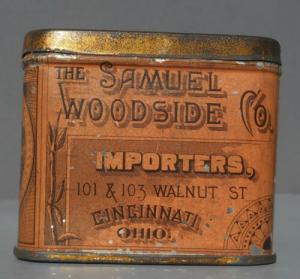 THE SAMUEL
WOODSIDE CO.
IMPORTERS,
101 & 103 WALNUT ST
CINCINNATI,
OHIO.